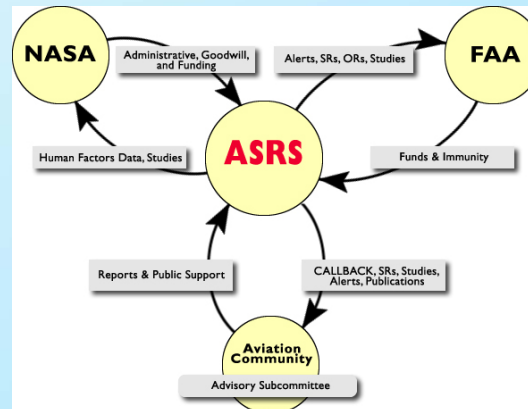 NASA
Administrative, Goodwill,
and Funding
Alerts, SRs, ORs, Studies
FAA
ASRS
Human Factors Data, Studies
Funds & Immunity
Reports & Public Support
CALLBACK, SRs, Studies,
Alerts, Publications
Aviation
Community
Advisory Subcommittee